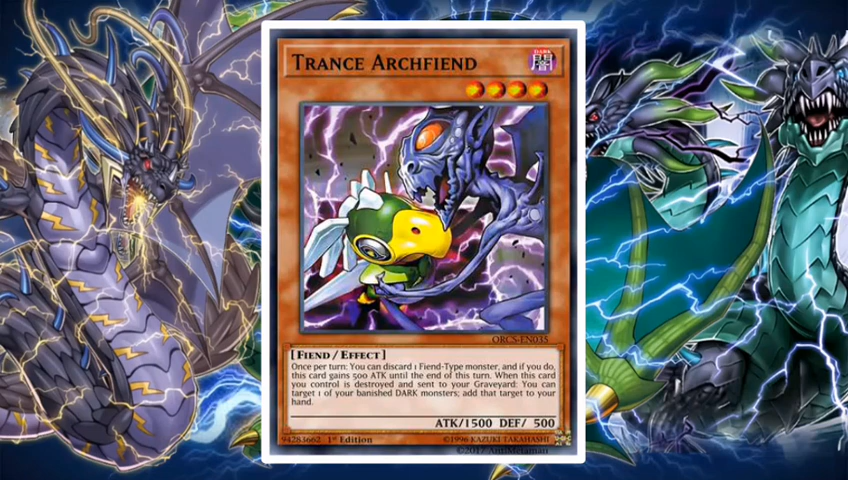 TRANCE ARCHFIEND
DARK
闇
ORCS-EN035
[FIEND / EFFECT]
Once per turn: You can discard 1 Fiend-Type monster, and if you do,
this card gains 500 ATK until the end of this turn. When this card
you control is destroyed and sent to your Graveyard: You can
target 1 of your banished DARK monsters; add that target to your
hand.
ATK/1500 DEF/ 500
94283662 1st Edition ©1996 KAZUKI TAKAHASHI
©2017 AntiMetaman